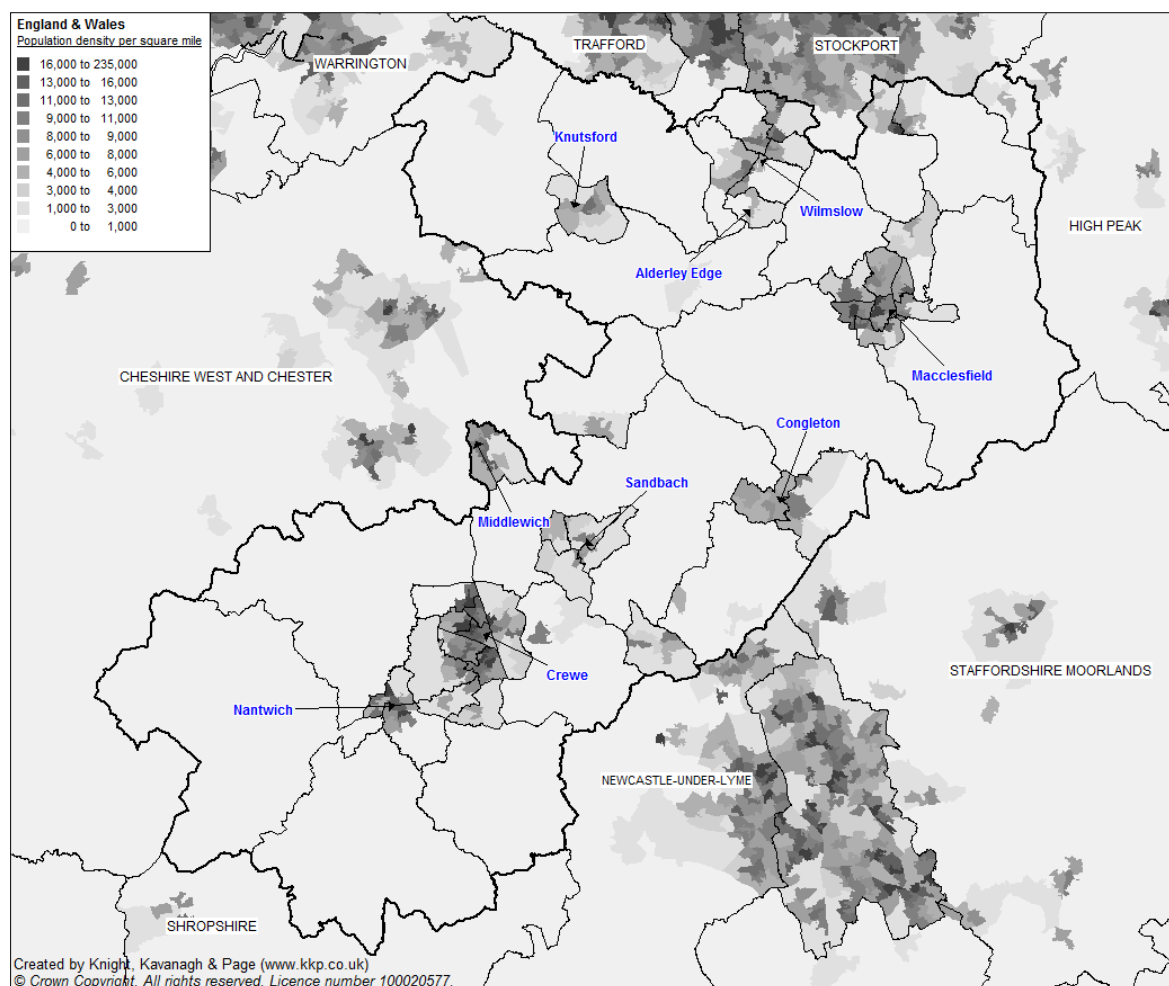 England & Wales
Population density per square mile
16,000 to 235,000
13,000 to 16,000
11,000 to 13,000
9,000 to 11,000
8,000 to 9,000
6,000 to 8,000
4,000 to 6,000
3,000 to 4,000
1,000 to 3,000
0 to 1,000
TRAFFORD
STOCKPORT
WARRINGTON
Knutsford
Wilmslow
HIGH PEAK
Alderley Edge
CHESHIRE WEST AND CHESTER
Macclesfield
Congleton
Sandbach
Middlewich
STAFFORDSHIRE MOORLANDS
Crewe
Nantwich
NEWCASTLE-UNDER-LYME
SHROPSHIRE
Created by Knight, Kavanagh & Page (www.kkp.co.uk)
© Crown Copyright. All rights reserved. Licence number 100020577.